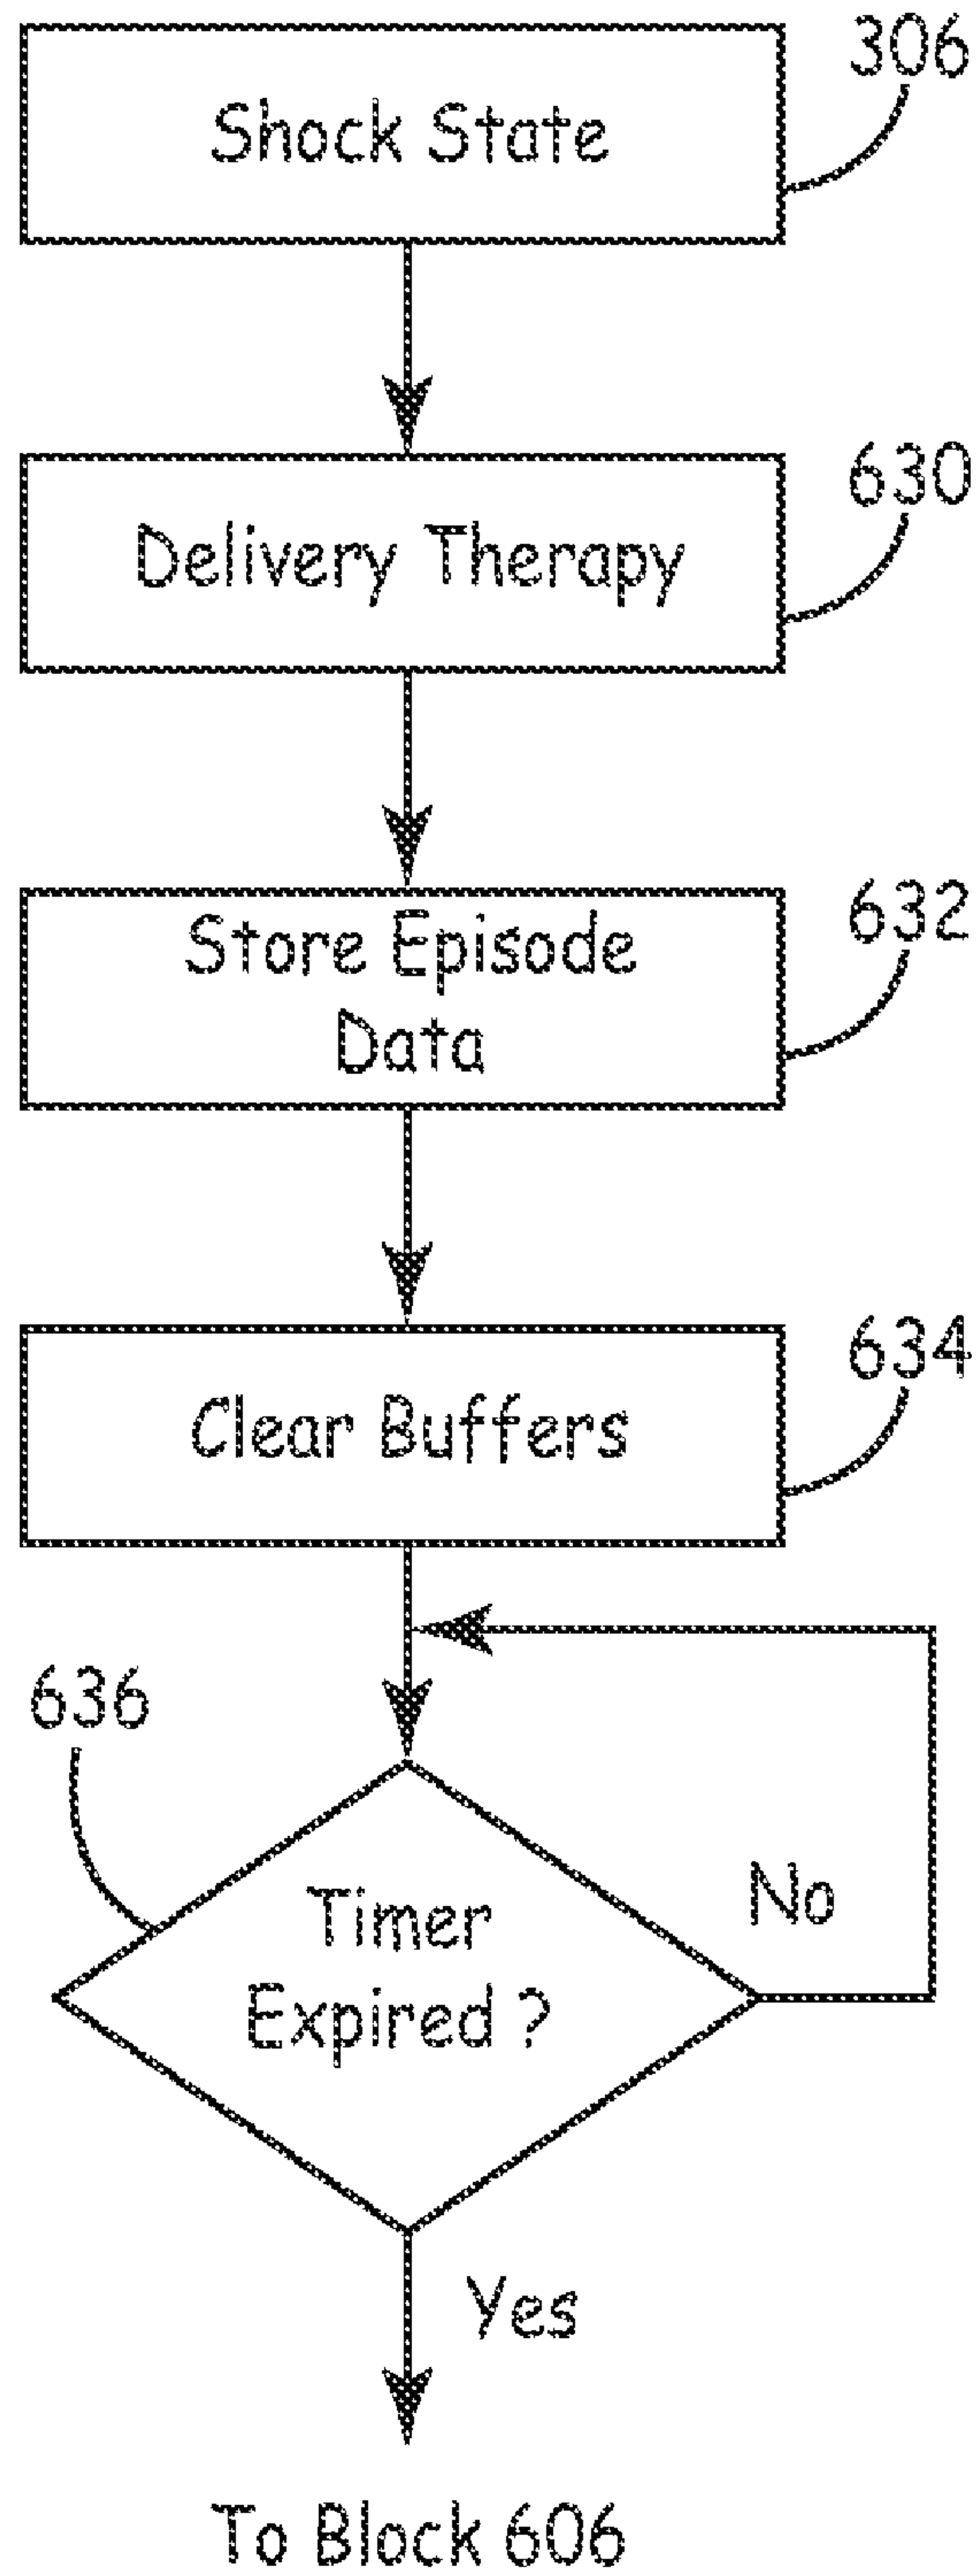 306
Shock State
630
Delivery Therapy
632
Store Episode
Data
634
Clear Buffers
636
No
Timer
Expired ?
Yes
To Block 606